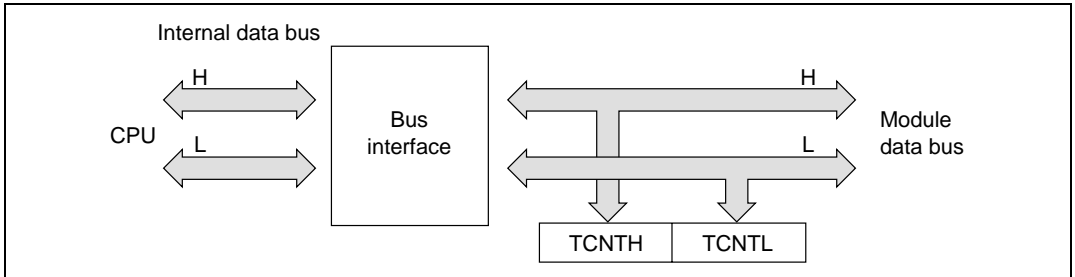 Internal data bus
H
H
CPU
Bus
interface
L
L
Module
data bus
TCNTH
TCNTL